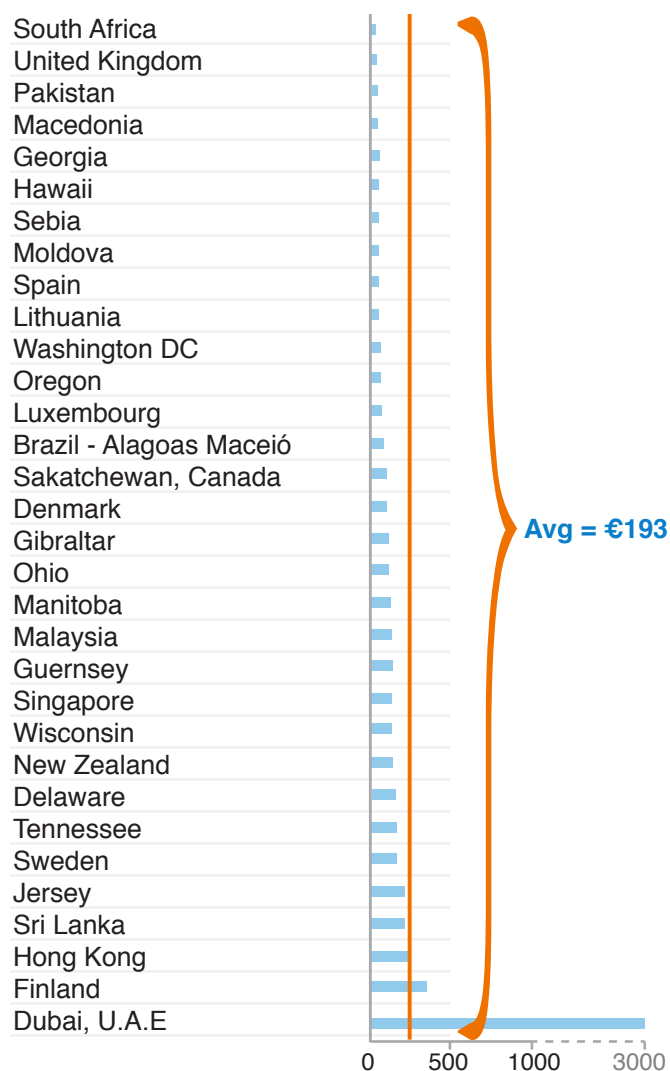 South Africa
United Kingdom
Pakistan
Macedonia
Georgia
Hawaii
Sebia
Moldova
Spain
Lithuania
Washington DC
Oregon
Luxembourg
Brazil - Alagoas Maceió
Sakatchewan, Canada
Denmark
Gibraltar
Ohio
Manitoba
Malaysia
Guernsey
Singapore
Wisconsin
New Zealand
Delaware
Tennessee
Sweden
Jersey
Sri Lanka
Hong Kong
Finland
Dubai, U.A.E
Avg = €193
0 500 1000 3000